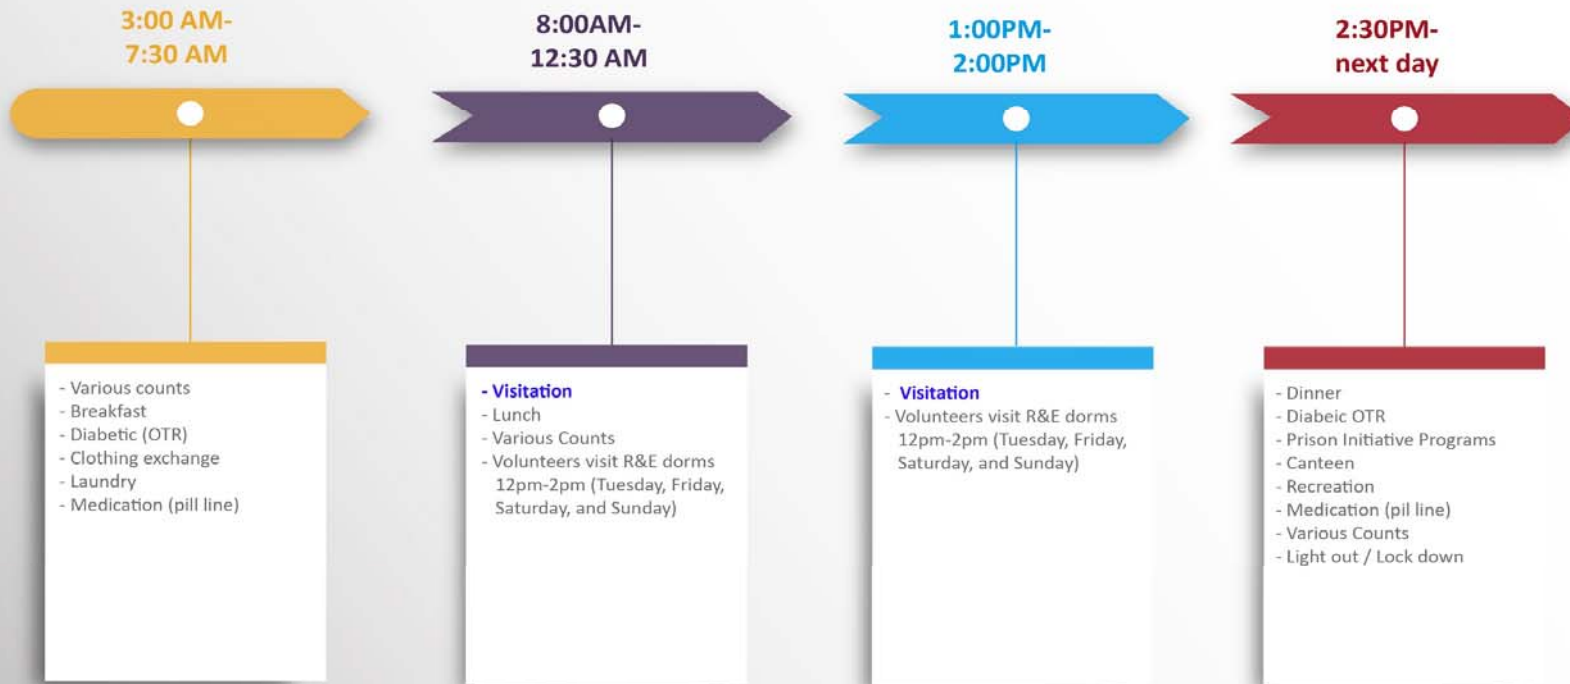 3:00 AM-
7:30 AM
- Various counts
- Breakfast
- Diabetic (OTR)
- Clothing exchange
- Laundry
- Medication (pill line)
8:00AM-
12:30 AM
- Visitation
- Lunch
- Various Counts
- Volunteers visit R&E dorms
12pm-2pm (Tuesday, Friday,
Saturday, and Sunday)
1:00PM-
2:00PM
- Visitation
- Volunteers visit R&E dorms
12pm-2pm (Tuesday, Friday,
Saturday, and Sunday)
2:30PM-
next day
- Dinner
- Diabeic OTR
- Prison Initiative Programs
- Canteen
- Recreation
- Medication (pil line)
- Various Counts
- Light out / Lock down